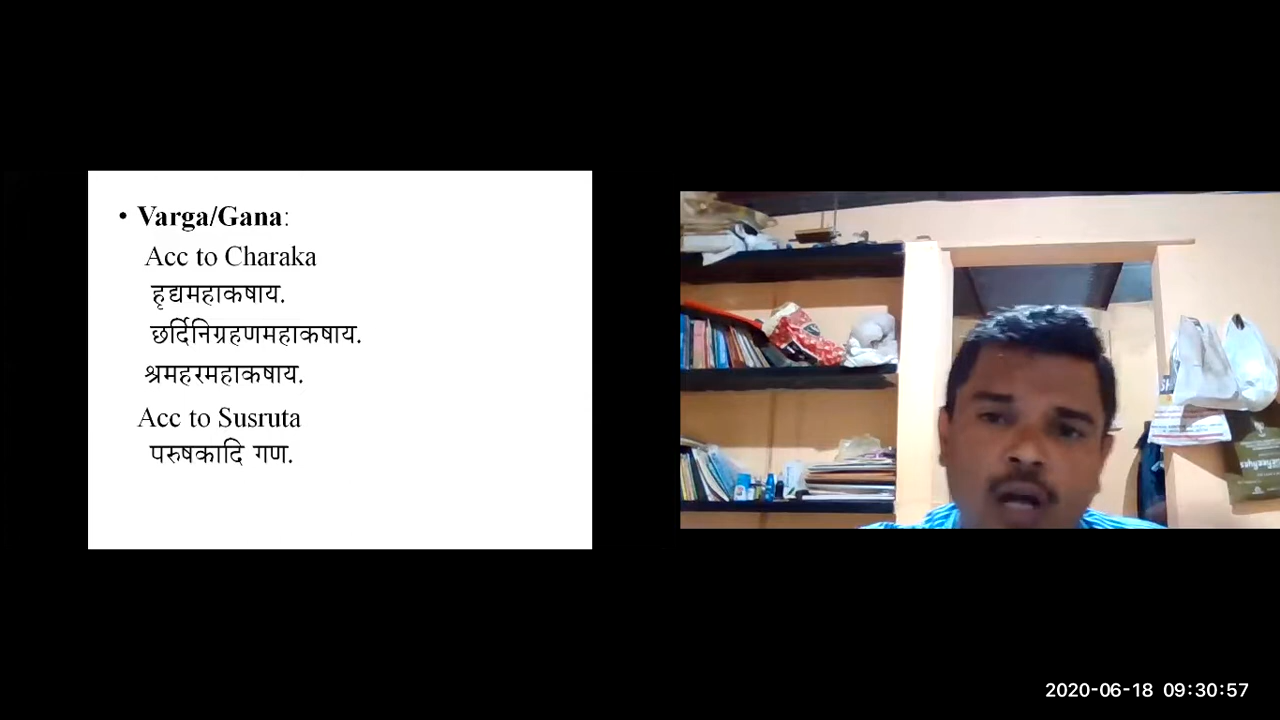 • Varga/Gana:
Acc to Charaka
हृद्यमहाकषाय.
छर्दिनिग्रहणमहाकषाय.
श्रमहरमहाकषाय.
Acc to Susruta
परुषकादि गण.
2020-06-18 09:30:57